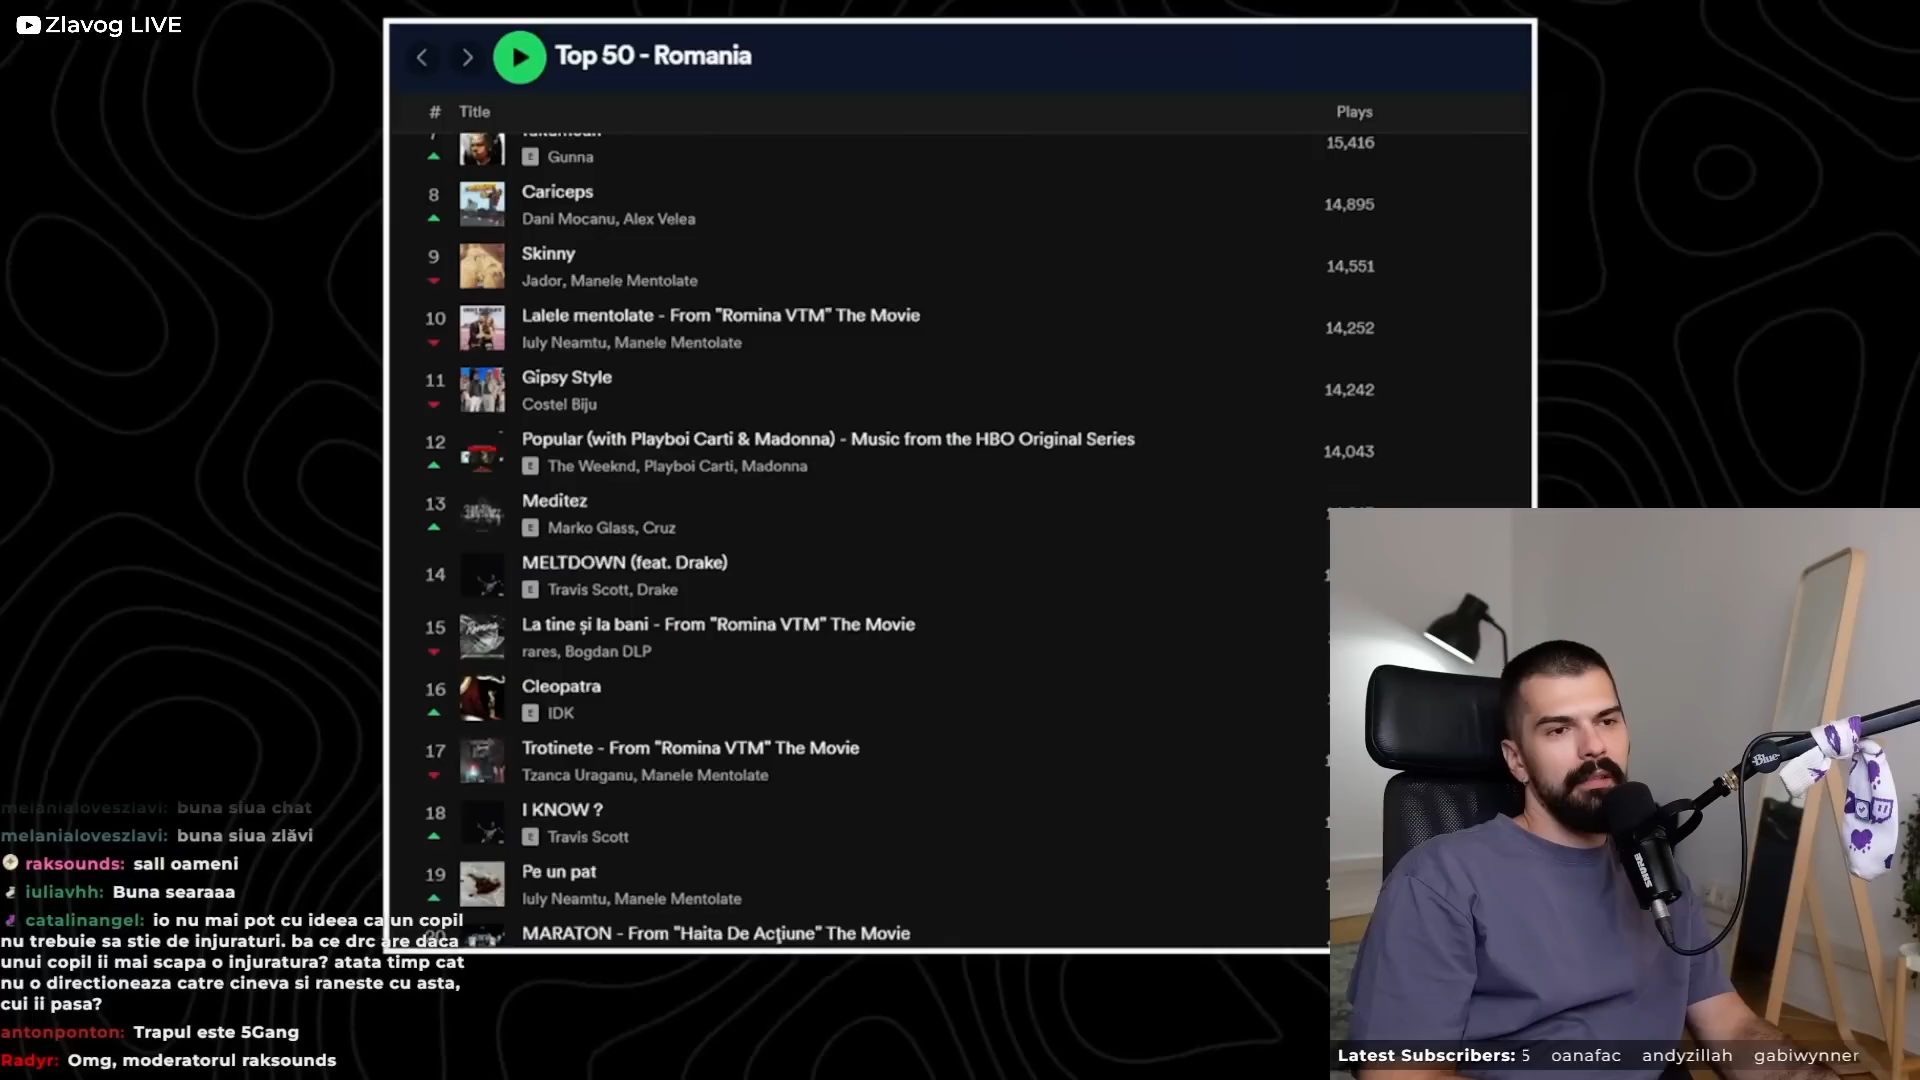 Zlavog LIVE
Top 50 - Romania
# Title Plays
7 15,416
E Gunna
8 Cariceps 14,895
Dani Mocanu, Alex Velea
9 Skinny 14,551
Jador, Manele Mentolate
10 Lalele mentolate - From "Romina VTM" The Movie 14,252
Iuly Neamtu, Manele Mentolate
11 Gipsy Style 14,242
Costel Biju
12 Popular (with Playboi Carti & Madonna) - Music from the HBO Original Series 14,043
E The Weeknd, Playboi Carti, Madonna
13 Meditez
E Marko Glass, Cruz
14 MELTDOWN (feat. Drake)
E Travis Scott, Drake
15 La tine și la bani - From "Romina VTM" The Movie
rares, Bogdan DLP
16 Cleopatra
E IDK
17 Trotinete - From "Romina VTM" The Movie
Tzanca Uraganu, Manele Mentolate
18 I KNOW ?
E Travis Scott
19 Pe un pat
Iuly Neamtu, Manele Mentolate
20 MARATON - From "Haita De Acțiune" The Movie
melanialoveszlavi: buna siua chat
melanialoveszlavi: buna siua zlăvi
raksounds: sall oameni
iuliavhh: Buna searaaa
catalinangel: io nu mai pot cu ideea ca un copil
nu trebuie sa stie de injuraturi. ba ce drc are daca
unui copil ii mai scapa o injuratura? atata timp cat
nu o directioneaza catre cineva si raneste cu asta,
cui ii pasa?
antonponton: Trapul este 5Gang
Radyr: Omg, moderatorul raksounds
Blue
SHURE
Latest Subscribers: 5 oanafac andyzillah gabiwynner